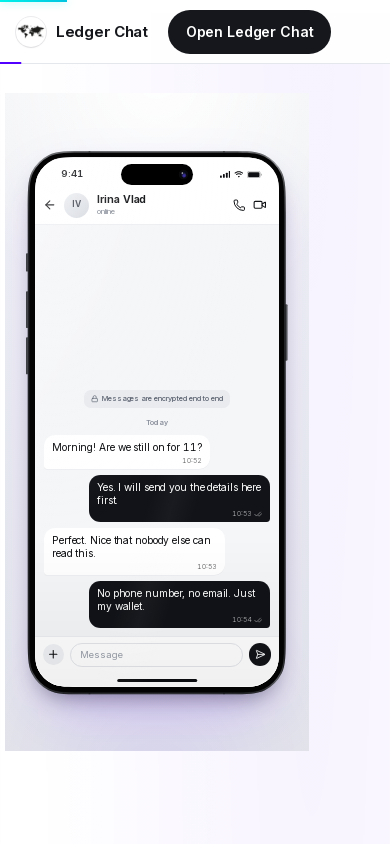 Ledger Chat
Open Ledger Chat
9:41
IV
Irina Vlad
online
Messages are encrypted end to end
Today
Morning! Are we still on for 11?
10:52
Yes. I will send you the details here
first.
10:53
Perfect. Nice that nobody else can
read this.
10:53
No phone number, no email. Just
my wallet.
10:54
Message